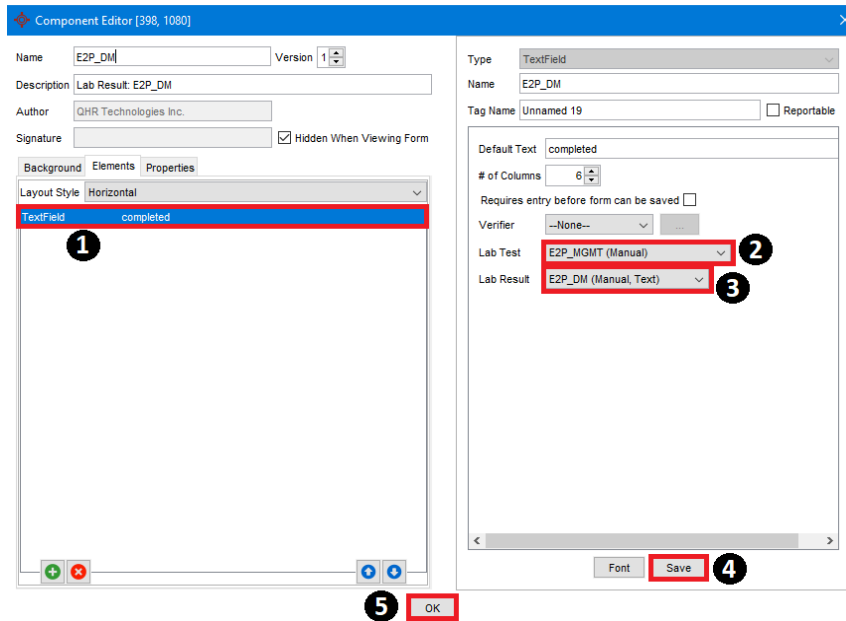 Component Editor [398, 1080]
Name E2P_DM Version 1
Description Lab Result: E2P_DM
Author QHR Technologies Inc.
Signature Hidden When Viewing Form
Background Elements Properties
Layout Style Horizontal
TextField completed
1
Type TextField
Name E2P_DM
Tag Name Unnamed 19 Reportable
Default Text completed
# of Columns 6
Requires entry before form can be saved
Verifier --None-- ...
Lab Test E2P_MGMT (Manual) 2
Lab Result E2P_DM (Manual, Text) 3
Font Save 4
5 OK